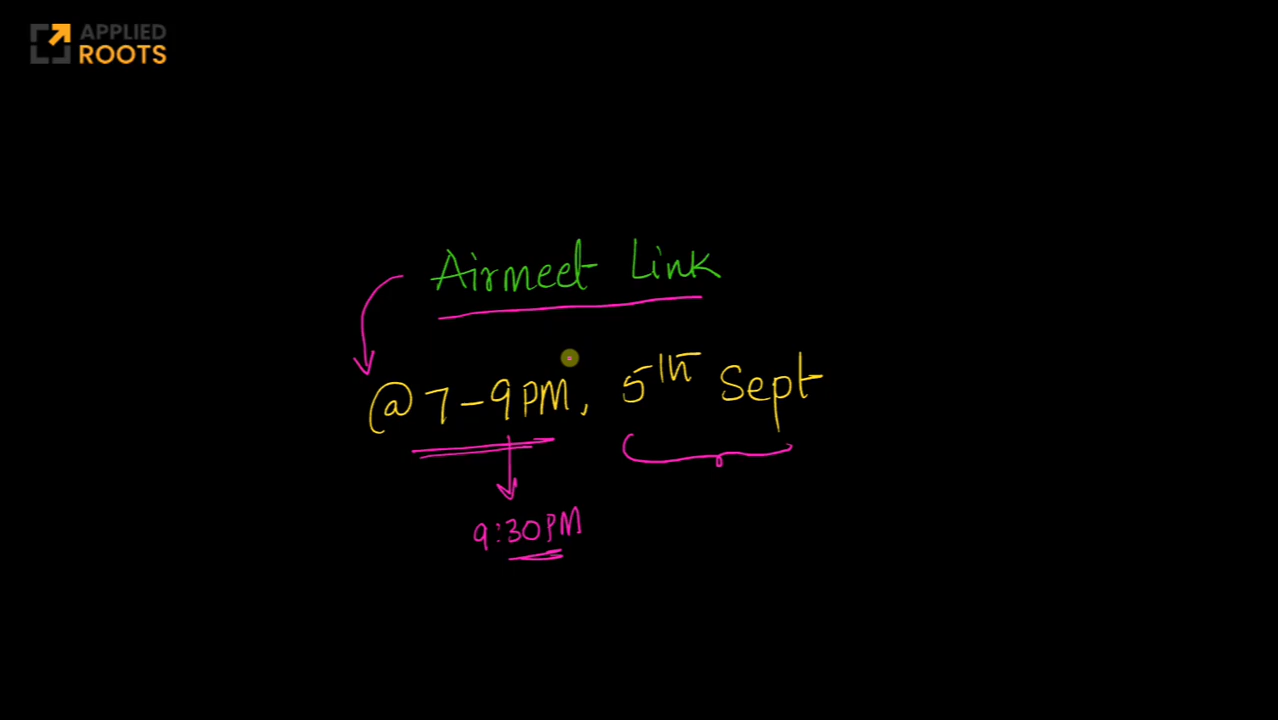 APPLIED
ROOTS
Airmeet Link
@ 7-9PM, 5th Sept
9:30PM